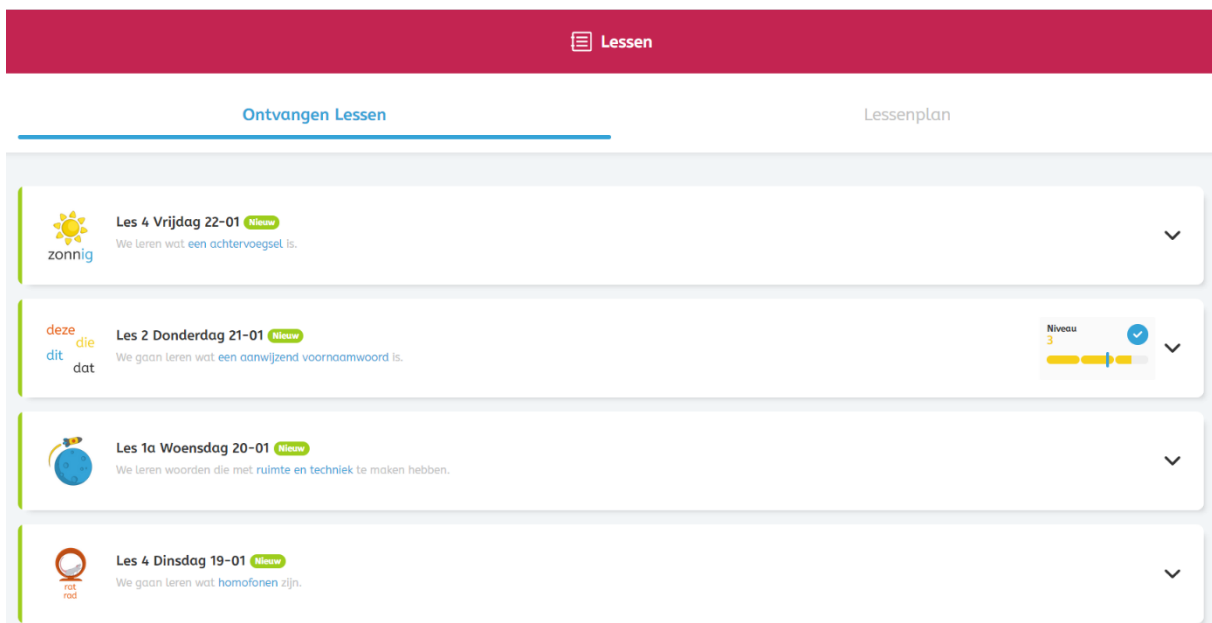 Lessen
Ontvangen Lessen
Lessenplan
zonnig
Les 4 Vrijdag 22-01 Nieuw
We leren wat een achtervoegsel is.
deze
die
dit
dat
Les 2 Donderdag 21-01 Nieuw
We gaan leren wat een aanwijzend voornaamwoord is.
Niveau
3
Les 1a Woensdag 20-01 Nieuw
We leren woorden die met ruimte en techniek te maken hebben.
rat
rad
Les 4 Dinsdag 19-01 Nieuw
We gaan leren wat homofonen zijn.